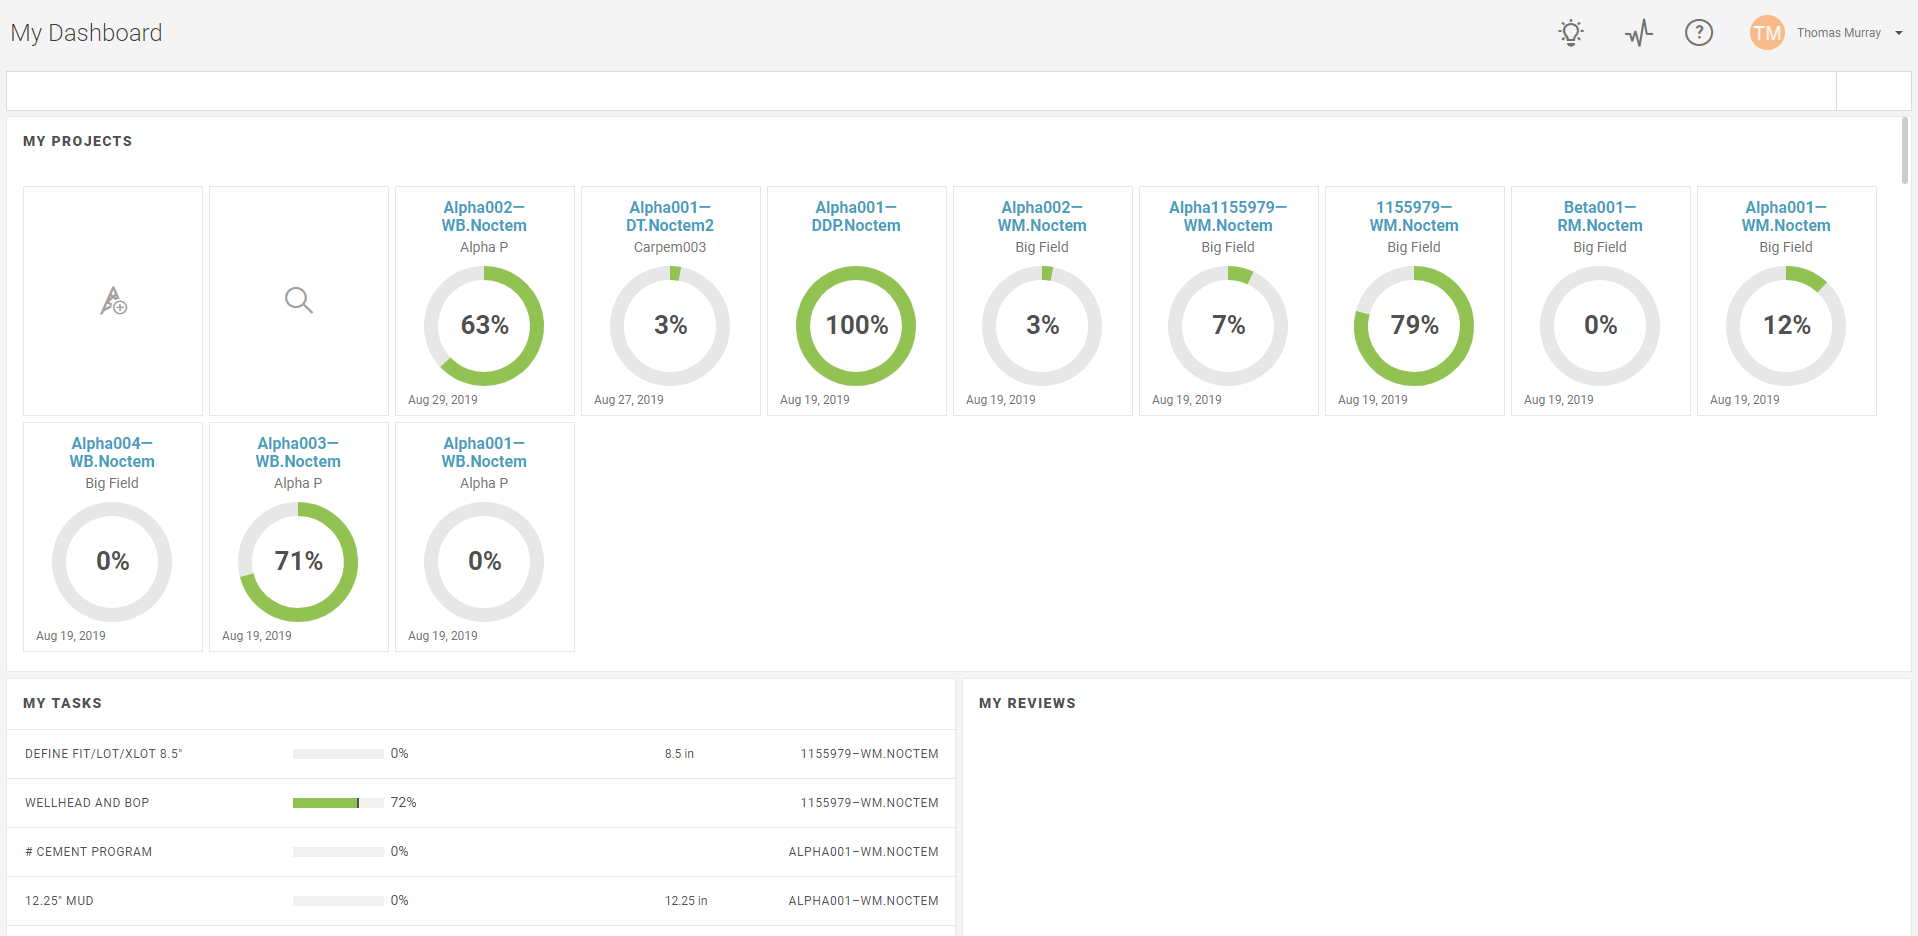 My Dashboard
?
TM
Thomas Murray
MY PROJECTS
Alpha002—
WB.Noctem
Alpha P
63%
Aug 29, 2019
Alpha001—
DT.Noctem2
Carpem003
3%
Aug 27, 2019
Alpha001—
DDP.Noctem
100%
Aug 19, 2019
Alpha002—
WM.Noctem
Big Field
3%
Aug 19, 2019
Alpha1155979—
WM.Noctem
Big Field
7%
Aug 19, 2019
1155979—
WM.Noctem
Big Field
79%
Aug 19, 2019
Beta001—
RM.Noctem
Big Field
0%
Aug 19, 2019
Alpha001—
WM.Noctem
Big Field
12%
Aug 19, 2019
Alpha004—
WB.Noctem
Big Field
0%
Aug 19, 2019
Alpha003—
WB.Noctem
Alpha P
71%
Aug 19, 2019
Alpha001—
WB.Noctem
Alpha P
0%
Aug 19, 2019
MY TASKS
DEFINE FIT/LOT/XLOT 8.5" 0% 8.5 in 1155979–WM.NOCTEM
WELLHEAD AND BOP 72% 1155979–WM.NOCTEM
# CEMENT PROGRAM 0% ALPHA001–WM.NOCTEM
12.25" MUD 0% 12.25 in ALPHA001–WM.NOCTEM
MY REVIEWS